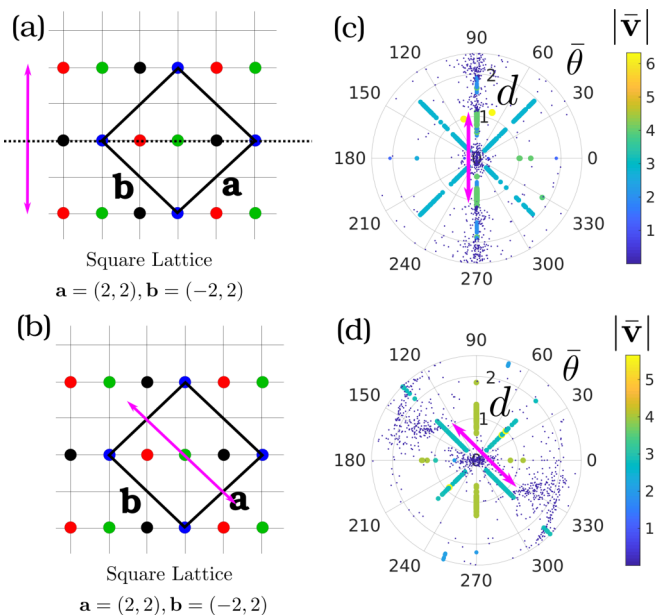 (a)
b
a
Square Lattice
a = (2, 2), b = (−2, 2)
(c)
90
120
60
150
30
180
0
210
330
240
300
270
0
1
2
d
θ̄
|v̄|
6
5
4
3
2
1
(b)
b
a
Square Lattice
a = (2, 2), b = (−2, 2)
(d)
90
120
60
150
30
180
0
210
330
240
300
270
0
1
2
d
θ̄
|v̄|
5
4
3
2
1